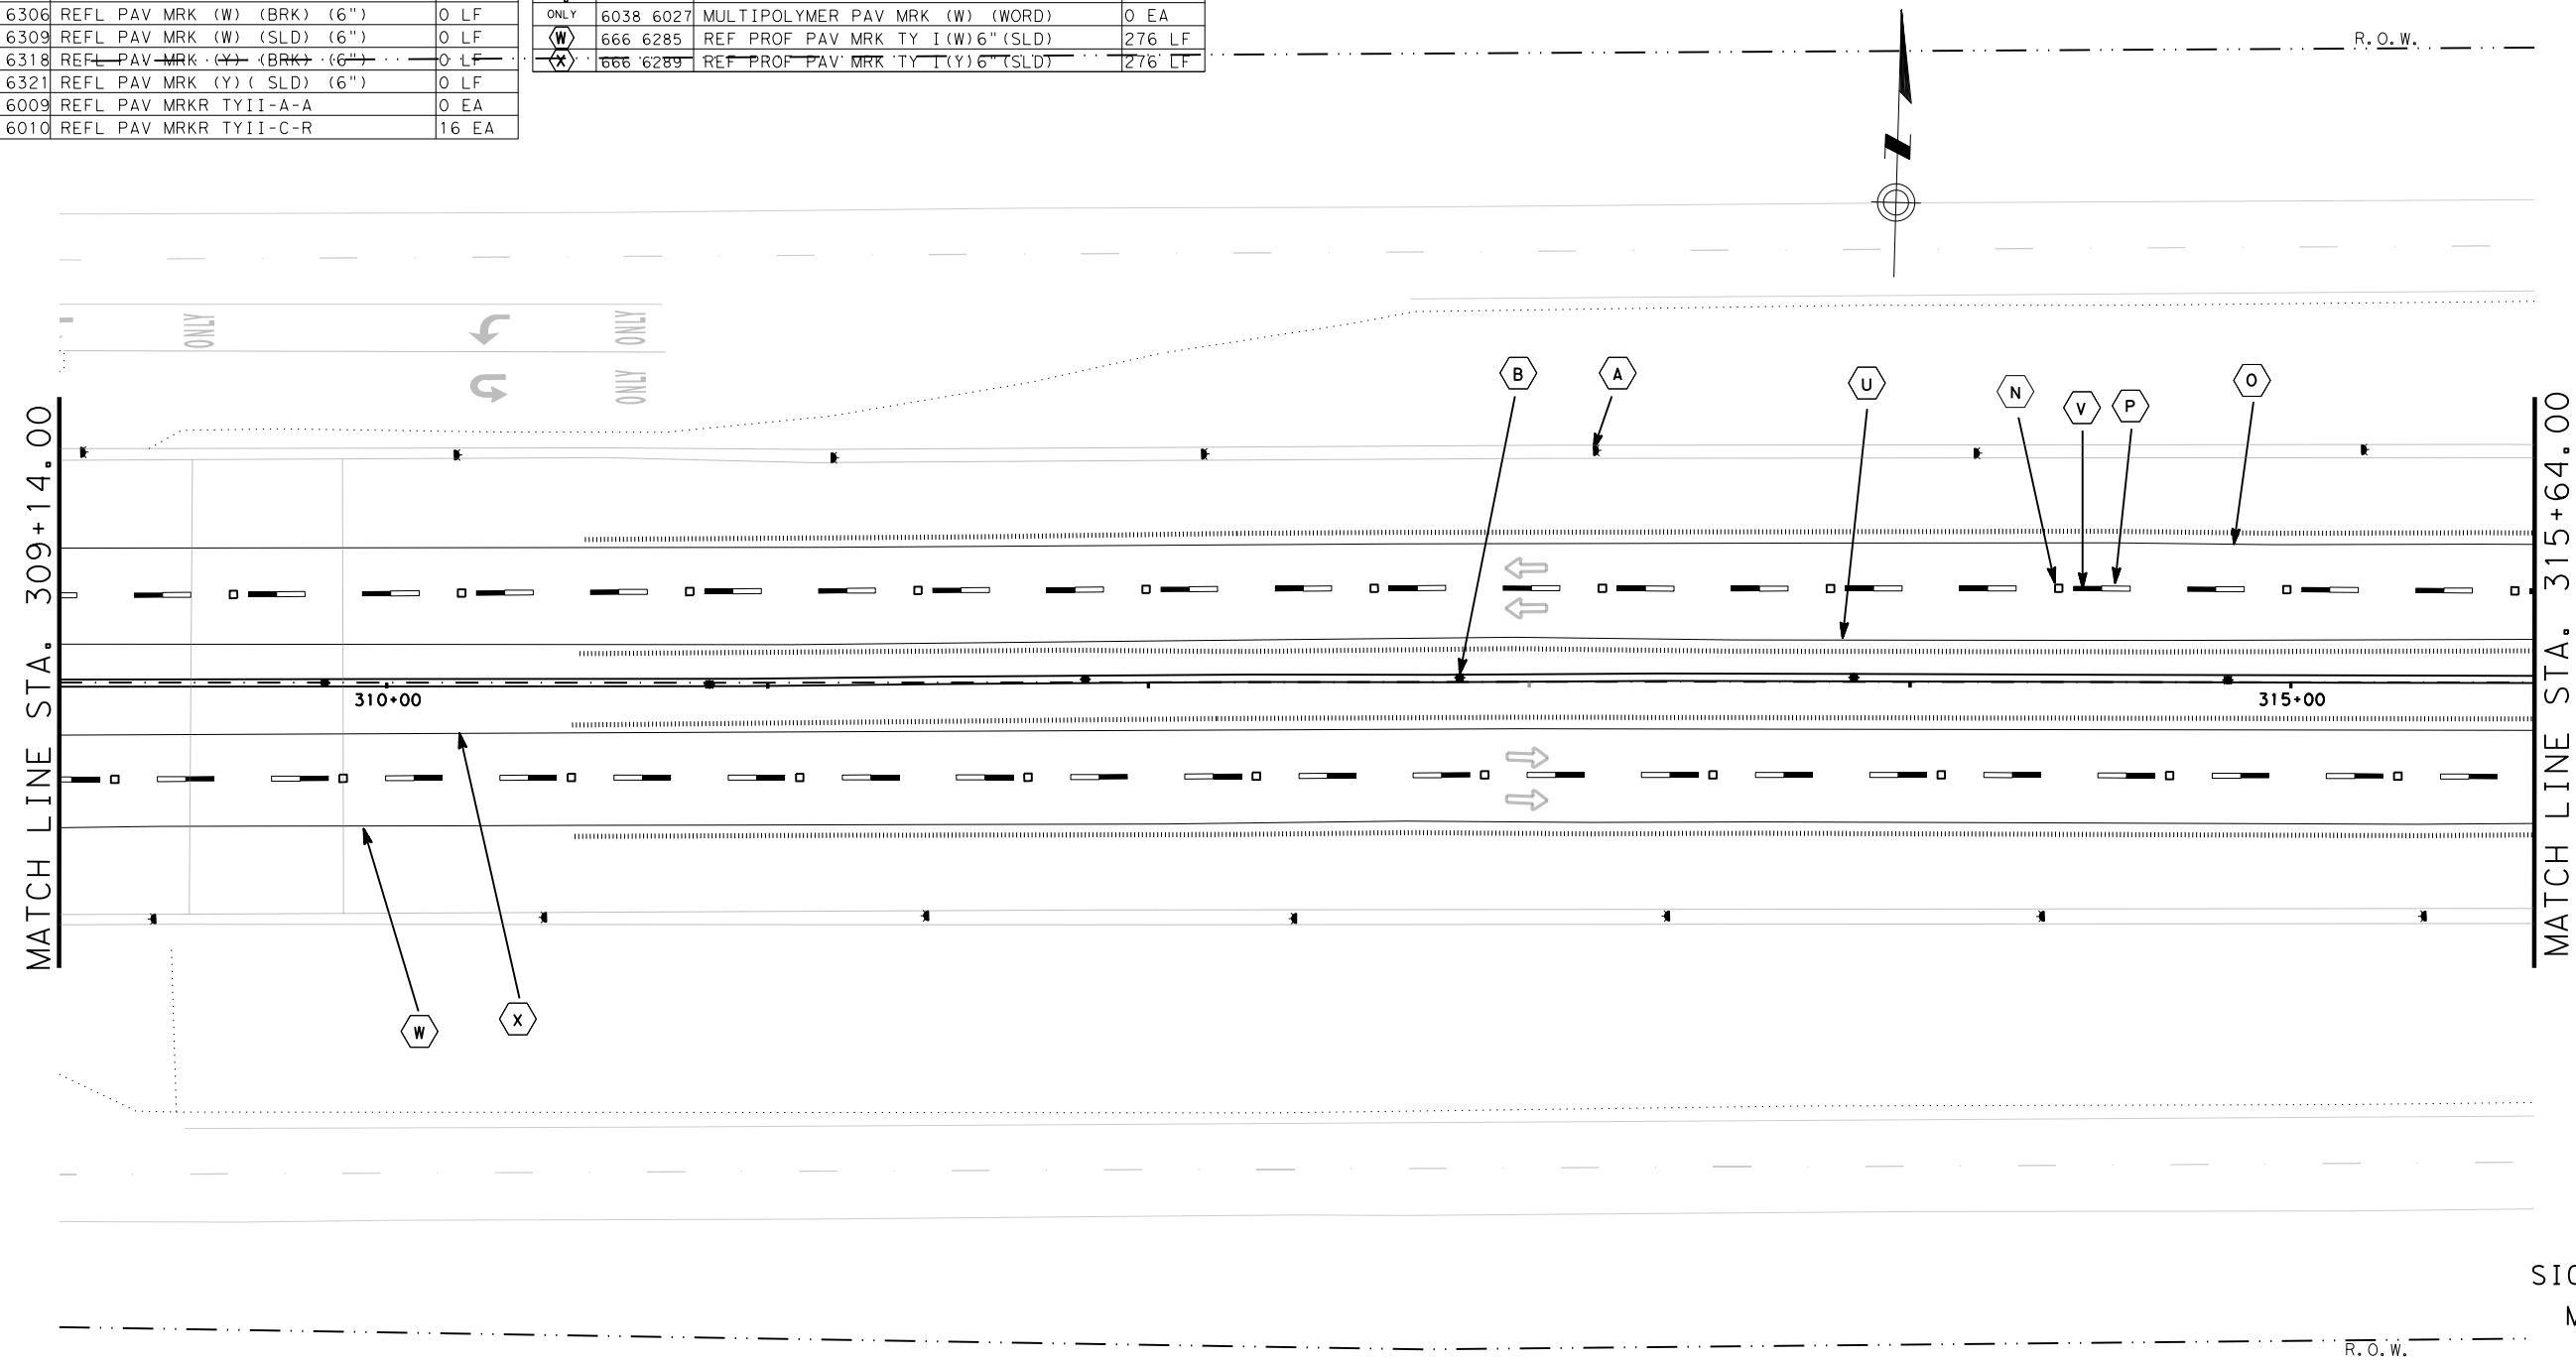 6306 REFL PAV MRK (W) (BRK) (6") 0 LF
6309 REFL PAV MRK (W) (SLD) (6") 0 LF
6318 REFL PAV MRK (Y) (BRK) (6") 0 LF
6321 REFL PAV MRK (Y)( SLD) (6") 0 LF
6009 REFL PAV MRKR TYII-A-A 0 EA
6010 REFL PAV MRKR TYII-C-R 16 EA
ONLY 6038 6027 MULTIPOLYMER PAV MRK (W) (WORD) 0 EA
W 666 6285 REF PROF PAV MRK TY I(W)6"(SLD) 276 LF
X 666 6289 REF PROF PAV MRK TY I(Y)6"(SLD) 276 LF
R.O.W.
N
ONLY
ONLY
ONLY
B
A
U
N
V
P
O
MATCH LINE STA. 309+14.00
MATCH LINE STA. 315+64.00
310+00
315+00
W
X
R.O.W.